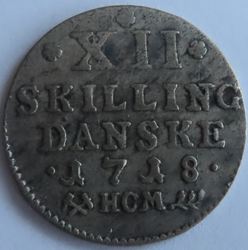 XII
SKILLING
DANSKE
1718
HCM